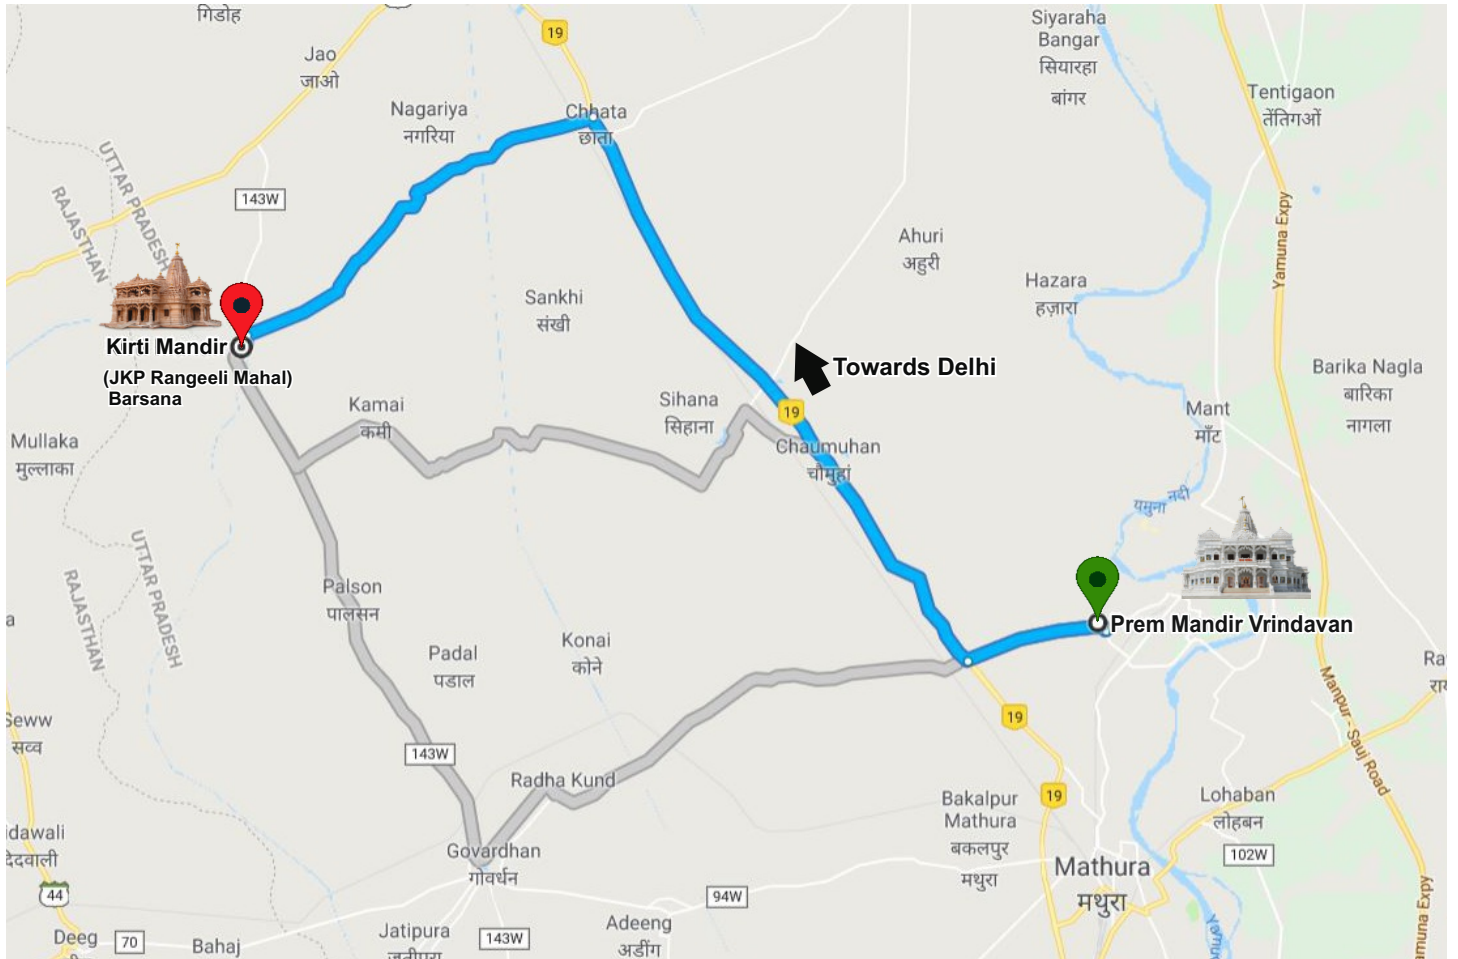 गिडोह
19
Siyaraha
Bangar
सियारहा
बांगर
Jao
जाओ
Nagariya
नगरिया
Chhata
छाता
Tentigaon
तेंतिगओं
UTTAR PRADESH
RAJASTHAN
143W
Yamuna Expy
Ahuri
अहुरी
Hazara
हज़ारा
Sankhi
संखी
Kirti Mandir
(JKP Rangeeli Mahal)
Barsana
Towards Delhi
Barika Nagla
बारिका
नागला
Kamai
कमी
Sihana
सिहाना
19
Mant
माँट
Mullaka
मुल्लाका
Chaumuhan
चौमुहां
यमुना नदी
UTTAR PRADESH
RAJASTHAN
Palson
पालसन
Prem Mandir Vrindavan
Padal
पडाल
Konai
कोने
Seww
सव्व
19
Manpur - Sauj Road
143W
Radha Kund
Bakalpur
Mathura
बकलपुर
मथुरा
19
Lohaban
लोहबन
102W
Govardhan
गोवर्धन
Mathura
मथुरा
44
94W
Deeg
70
Bahaj
Jatipura
143W
Adeeng
अडींग